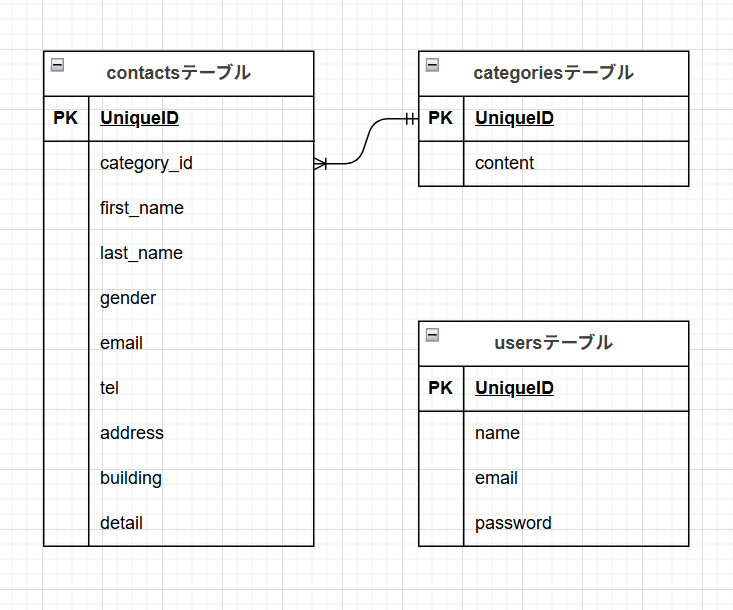 contactsテーブル
PK UniqueID
category_id
first_name
last_name
gender
email
tel
address
building
detail
categoriesテーブル
PK UniqueID
content
usersテーブル
PK UniqueID
name
email
password